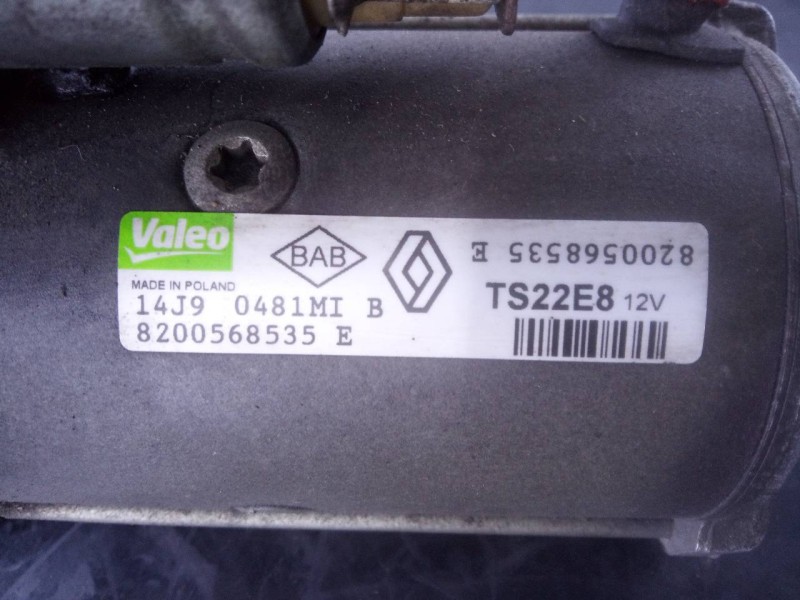 Valeo
BAB
8200568535 E
MADE IN POLAND
14J9 0481MI B
TS22E8 12V
8200568535 E